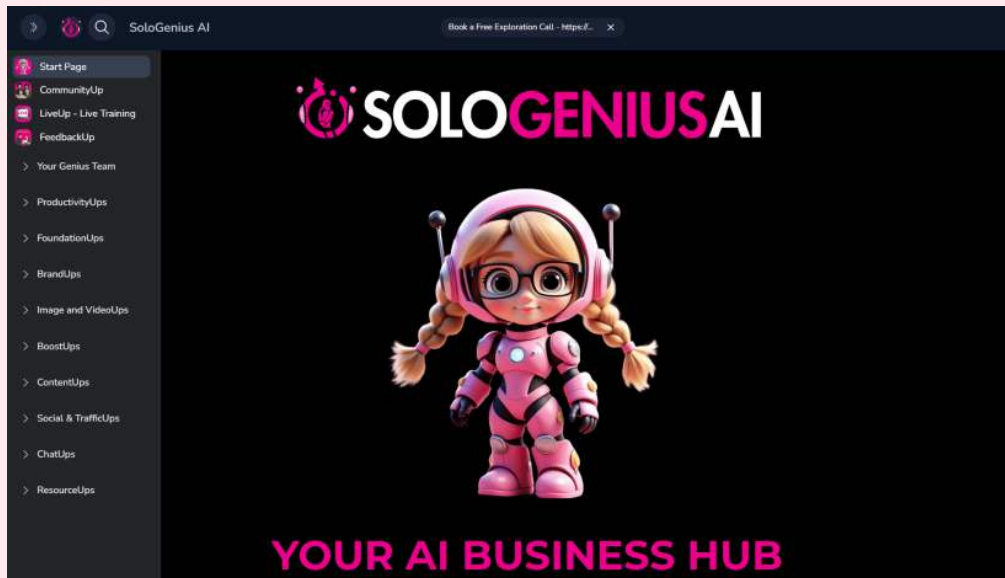 SoloGenius AI
Book a Free Exploration Call - https://...
Start Page
CommunityUp
LiveUp - Live Training
FeedbackUp
Your Genius Team
ProductivityUps
FoundationUps
BrandUps
Image and VideoUps
BoostUps
ContentUps
Social & TrafficUps
ChatUps
ResourceUps
SOLOGENIUSAI
YOUR AI BUSINESS HUB